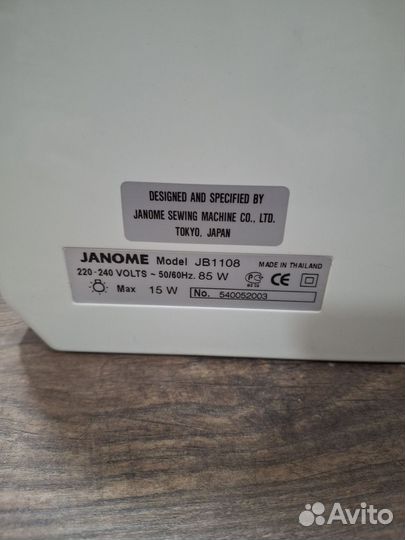 DESIGNED AND SPECIFIED BY
JANOME SEWING MACHINE CO., LTD.
TOKYO, JAPAN
JANOME Model JB1108 MADE IN THAILAND
220-240 VOLTS ~ 50/60Hz. 85 W CE
Max 15 W No. 540052003
Avito